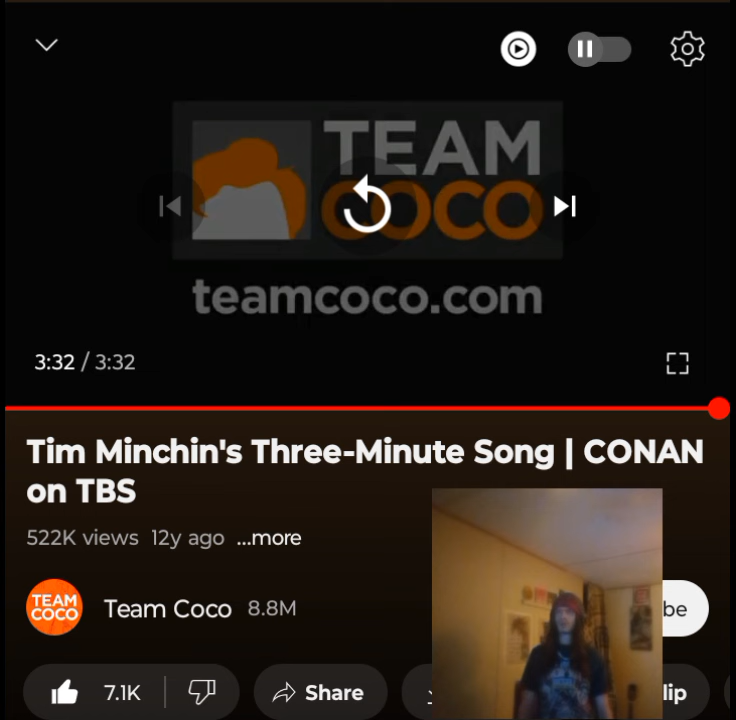 TEAM
COCO
teamcoco.com
3:32 / 3:32
Tim Minchin's Three-Minute Song | CONAN
on TBS
522K views 12y ago ...more
TEAM
COCO
Team Coco 8.8M
be
7.1K
Share
lip